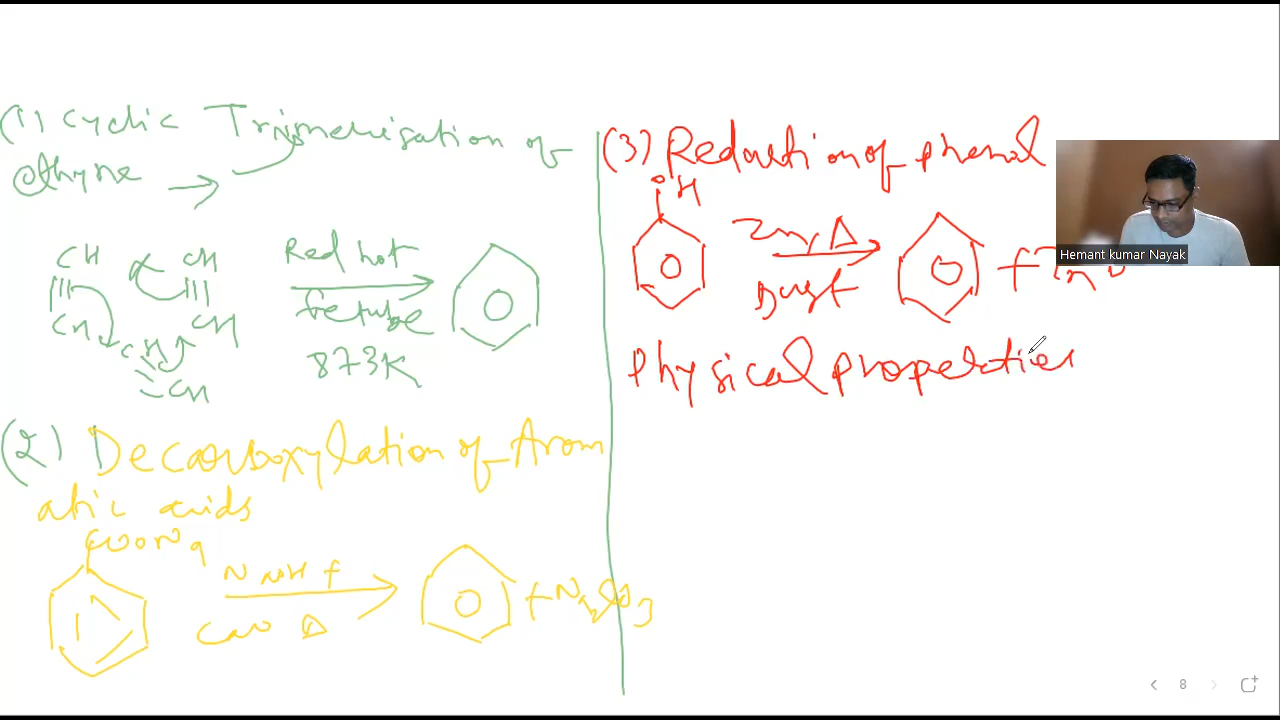 (1) Cyclic Trimerisation of
ethyne →
CH CH
CH CH
CH
CH
Red hot
Fe tube
873K
(2) Decarboxylation of Arom
atic acids
COONa
NaOH +
CaO Δ
+ Na2CO3
(3) Reduction of phenol
OH
Zn, Δ
Dust
+ ZnO
Physical properties
Hemant kumar Nayak
8